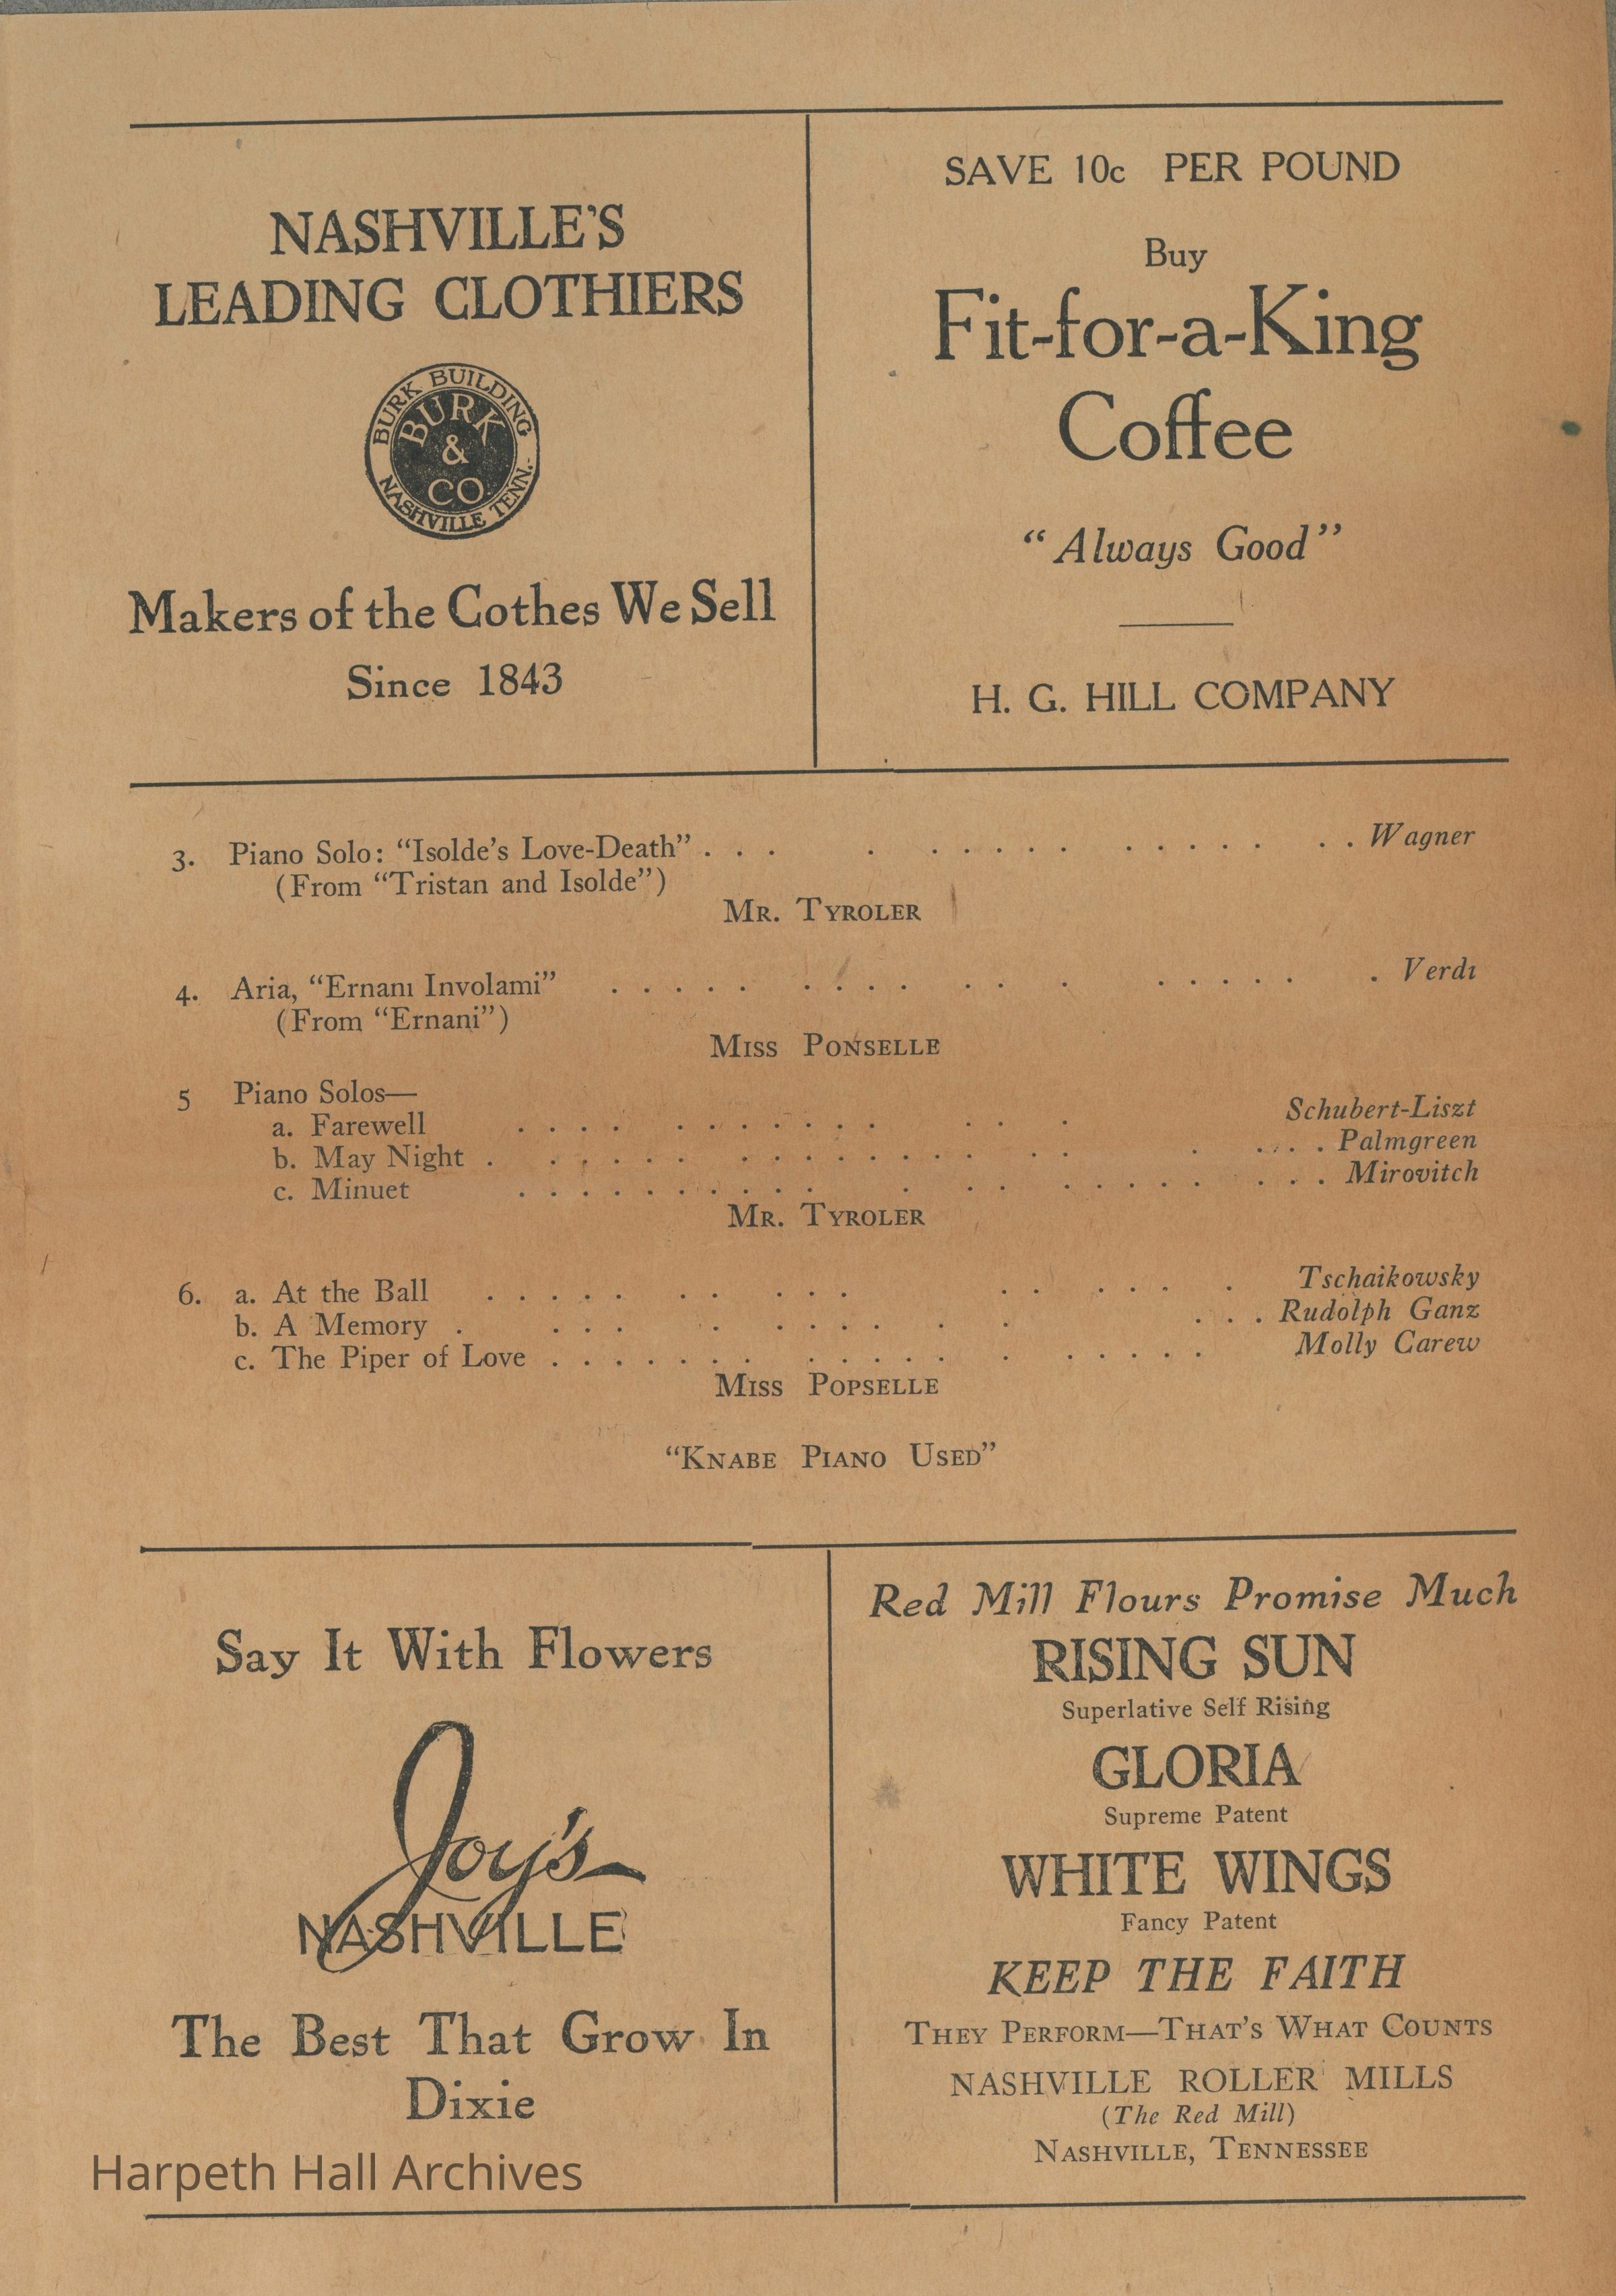 NASHVILLE'S
LEADING CLOTHIERS
BURK BUILDING
BURK
&
CO.
NASHVILLE TENN.
Makers of the Cothes We Sell
Since 1843
SAVE 10c PER POUND
Buy
Fit-for-a-King
Coffee
"Always Good"
H. G. HILL COMPANY
3. Piano Solo: "Isolde's Love-Death" . . . . . . . . . . . . . . . . Wagner
(From "Tristan and Isolde")
MR. TYROLER
4. Aria, "Ernani Involami" . . . . . . . . . . . . . . . . . . Verdi
(From "Ernani")
MISS PONSELLE
5 Piano Solos—
a. Farewell . . . . . . . . . . . . . . Schubert-Liszt
b. May Night . . . . . . . . . . . . . . . . . . . . Palmgreen
c. Minuet . . . . . . . . . . . . . . . . . . . . . Mirovitch
MR. TYROLER
6. a. At the Ball . . . . . . . . . . . . . . . Tschaikowsky
b. A Memory . . . . . . . . . . . . . . Rudolph Ganz
c. The Piper of Love . . . . . . . . . . . . . . . . . . Molly Carew
MISS POPSELLE
"KNABE PIANO USED"
Say It With Flowers
Joy's
NASHVILLE
The Best That Grow In
Dixie
Red Mill Flours Promise Much
RISING SUN
Superlative Self Rising
GLORIA
Supreme Patent
WHITE WINGS
Fancy Patent
KEEP THE FAITH
THEY PERFORM—THAT'S WHAT COUNTS
NASHVILLE ROLLER MILLS
(The Red Mill)
NASHVILLE, TENNESSEE
Harpeth Hall Archives